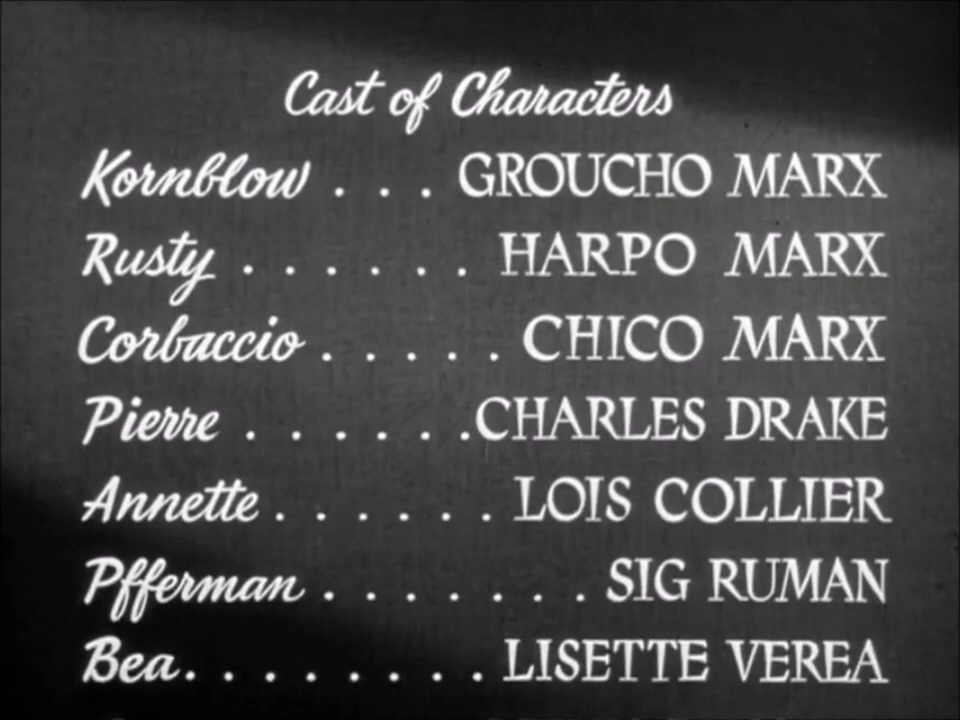 Cast of Characters
Kornblow . . . GROUCHO MARX
Rusty . . . . . . HARPO MARX
Corbaccio . . . . . CHICO MARX
Pierre . . . . . .CHARLES DRAKE
Annette . . . . . . LOIS COLLIER
Pfferman . . . . . . . SIG RUMAN
Bea. . . . . . . . LISETTE VEREA